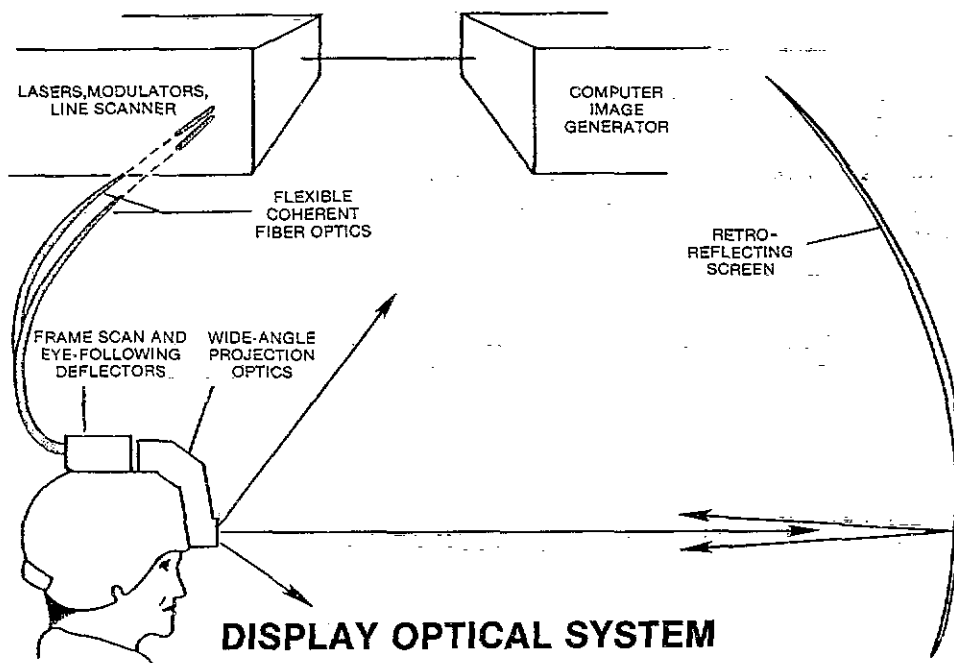 LASERS, MODULATORS,
LINE SCANNER
COMPUTER
IMAGE
GENERATOR
FLEXIBLE
COHERENT
FIBER OPTICS
RETRO-
REFLECTING
SCREEN
FRAME SCAN AND
EYE-FOLLOWING
DEFLECTORS
WIDE-ANGLE
PROJECTION
OPTICS
DISPLAY OPTICAL SYSTEM